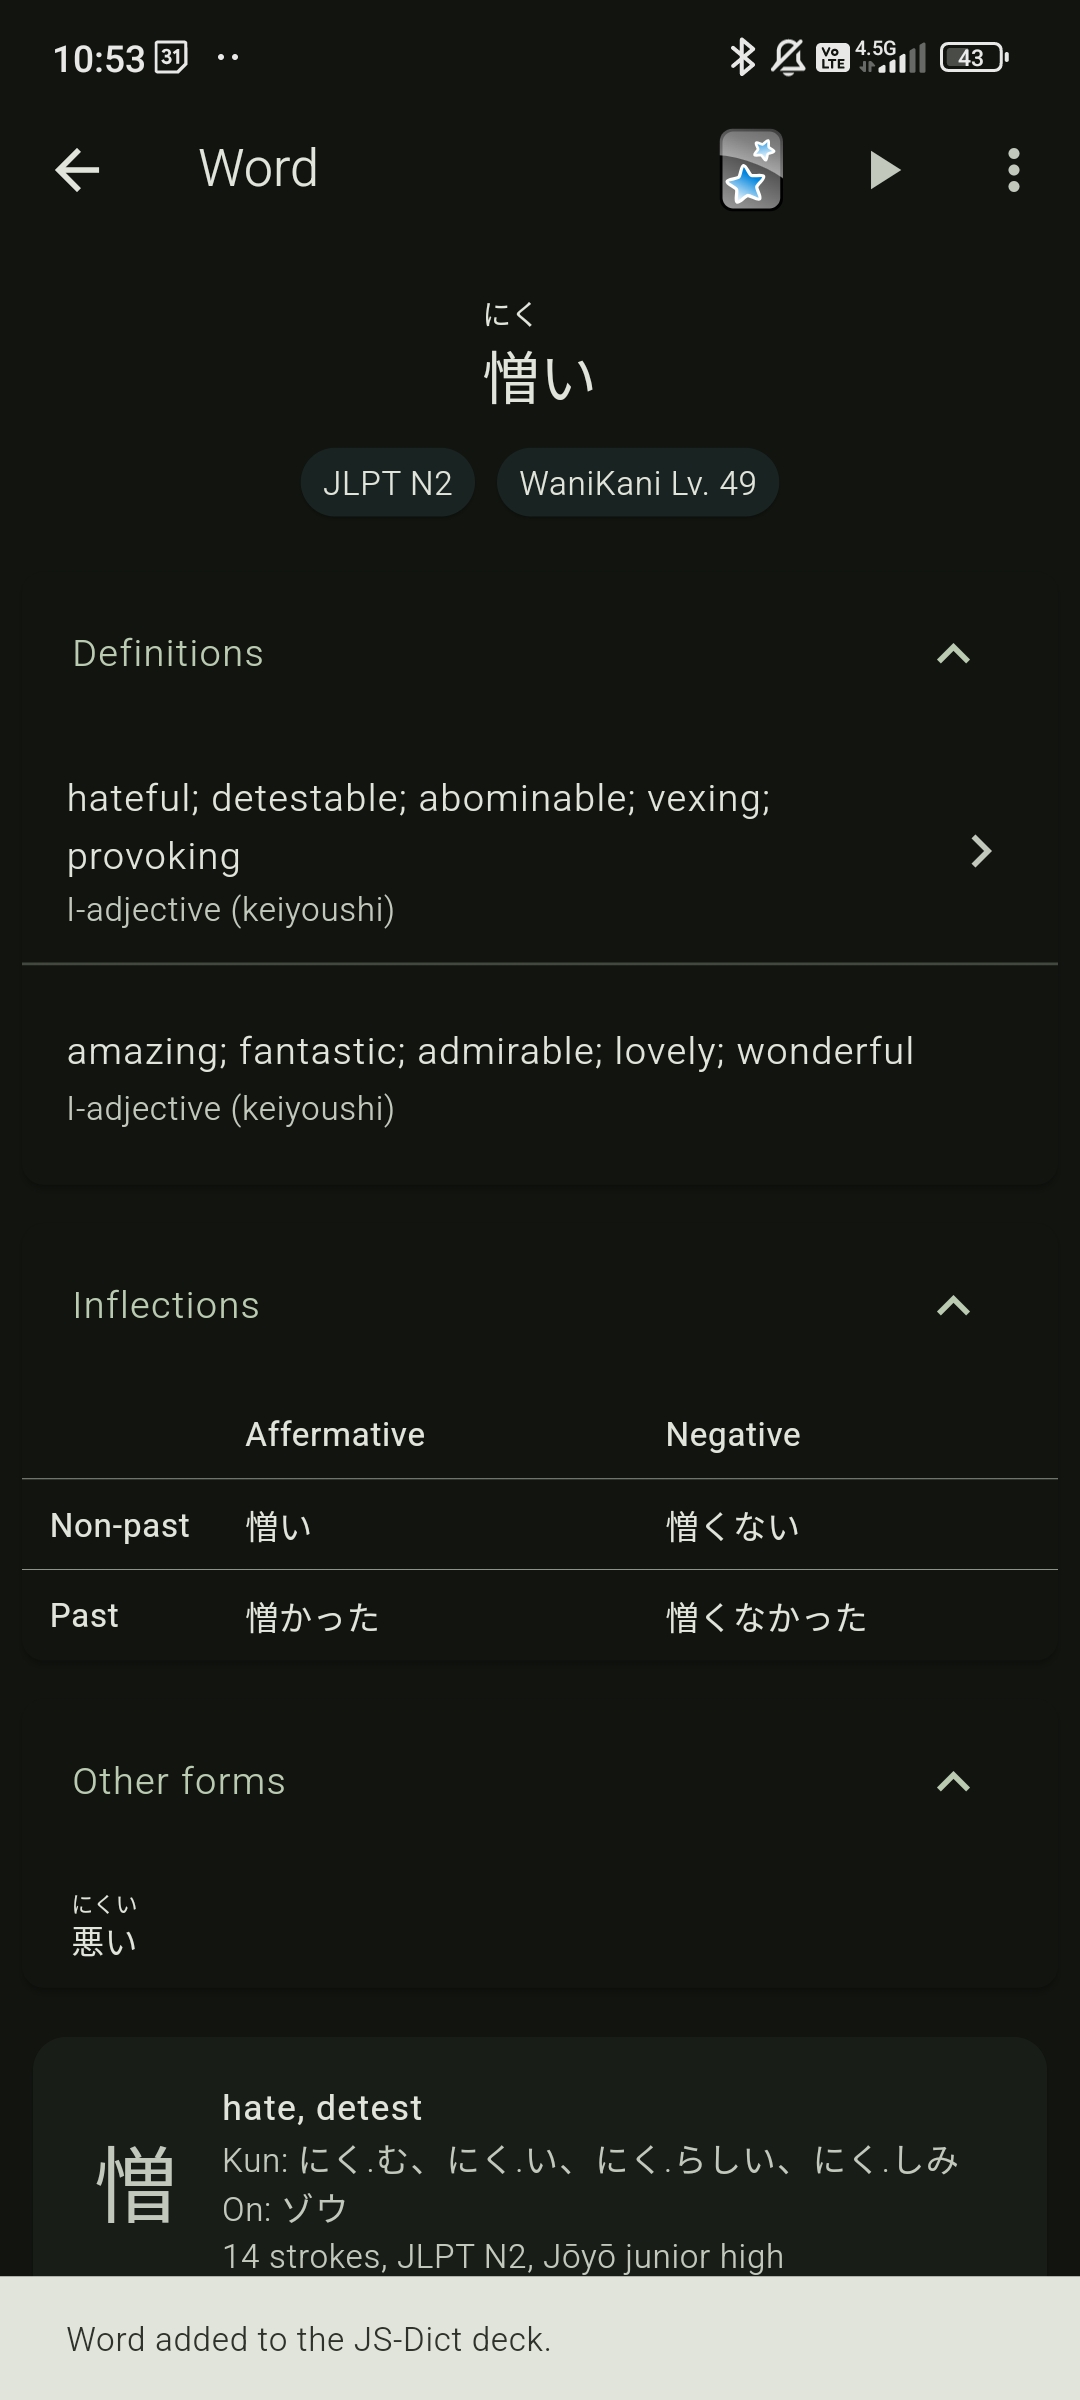 10:53 31 Vo LTE 4.5G 43
Word
にく
憎い
JLPT N2 WaniKani Lv. 49
Definitions
hateful; detestable; abominable; vexing;
provoking
I-adjective (keiyoushi)
amazing; fantastic; admirable; lovely; wonderful
I-adjective (keiyoushi)
Inflections
Affermative Negative
Non-past 憎い 憎くない
Past 憎かった 憎くなかった
Other forms
にくい
悪い
hate, detest
憎 Kun: にく.む、にく.い、にく.らしい、にく.しみ
On: ゾウ
14 strokes, JLPT N2, Jōyō junior high
Word added to the JS-Dict deck.